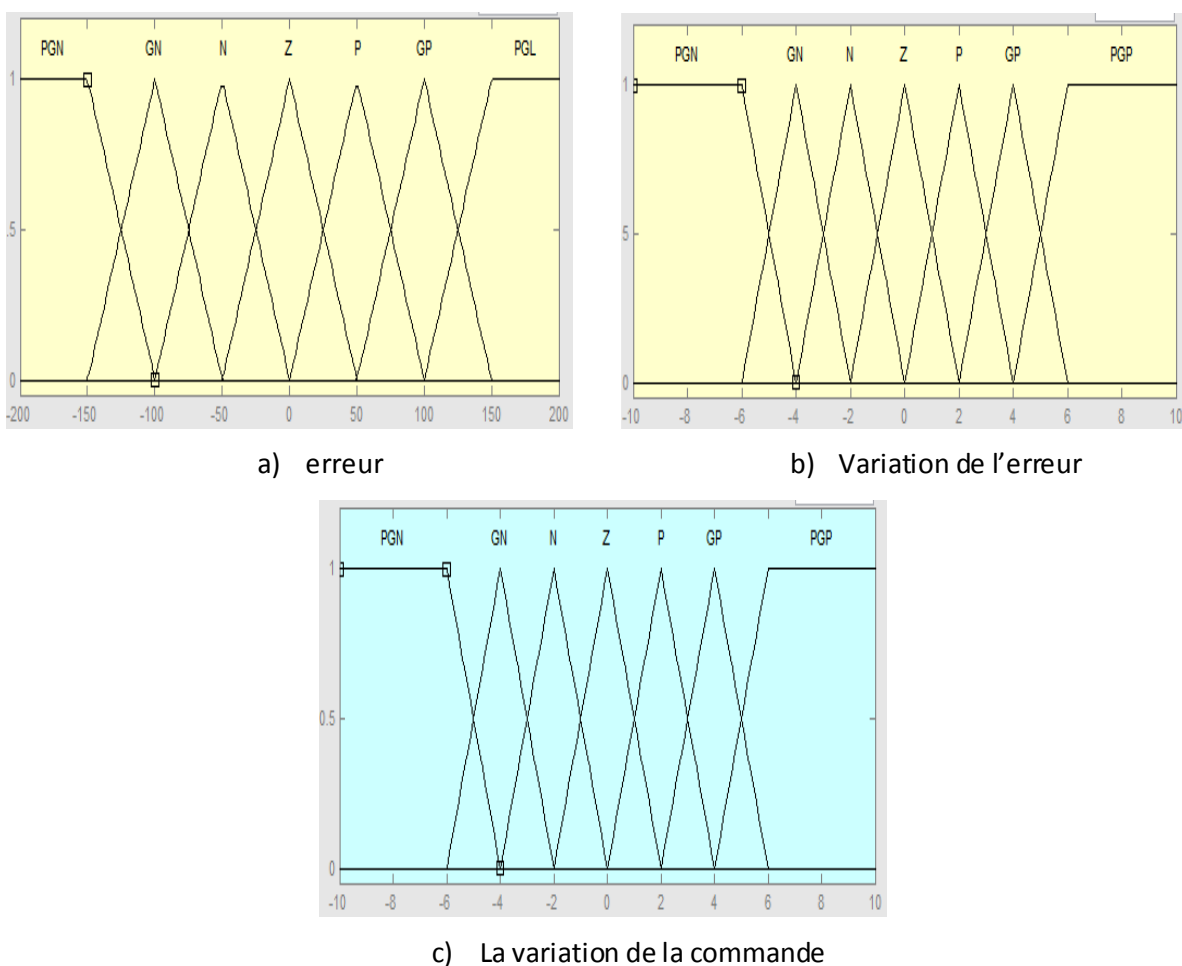 PGN GN N Z P GP PGL
1
.5
0
-200 -150 -100 -50 0 50 100 150 200
a) erreur
PGN GN N Z P GP PGP
1
5
0
-10 -8 -6 -4 -2 0 2 4 6 8 10
b) Variation de l’erreur
PGN GN N Z P GP PGP
1
0.5
0
-10 -8 -6 -4 -2 0 2 4 6 8 10
c) La variation de la commande